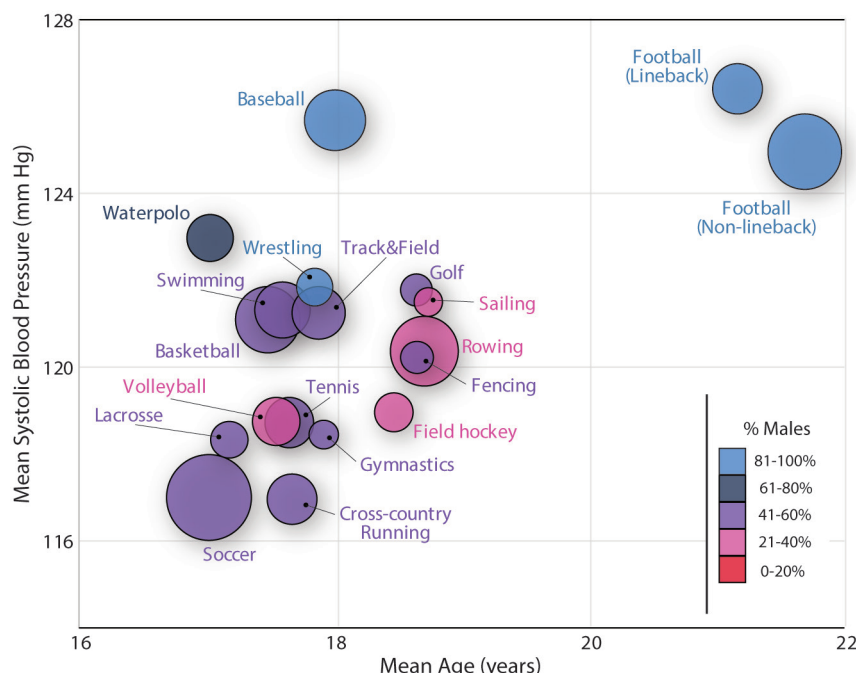 128
124
120
116
Mean Systolic Blood Pressure (mm Hg)
16
18
20
22
Mean Age (years)
Football
(Lineback)
Baseball
Football
(Non-lineback)
Waterpolo
Wrestling
Track&Field
Swimming
Golf
Sailing
Basketball
Rowing
Volleyball
Tennis
Fencing
Lacrosse
Field hockey
Gymnastics
Cross-country
Running
Soccer
% Males
81-100%
61-80%
41-60%
21-40%
0-20%